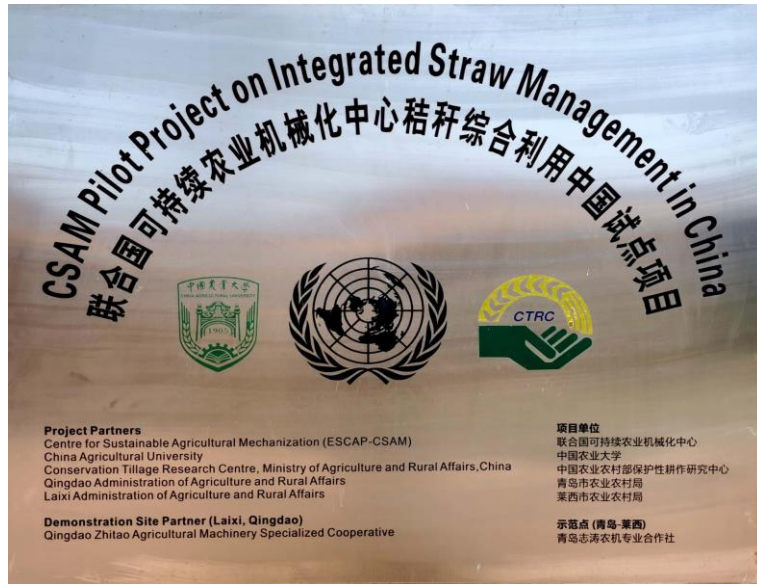 CSAM Pilot Project on Integrated Straw Management in China
联合国可持续农业机械化中心秸秆综合利用中国试点项目
中国农业大学
CHINA AGRICULTURAL UNIVERSITY
1905
CTRC
Project Partners
Centre for Sustainable Agricultural Mechanization (ESCAP-CSAM)
China Agricultural University
Conservation Tillage Research Centre, Ministry of Agriculture and Rural Affairs,China
Qingdao Administration of Agriculture and Rural Affairs
Laixi Administration of Agriculture and Rural Affairs
Demonstration Site Partner (Laixi, Qingdao)
Qingdao Zhitao Agricultural Machinery Specialized Cooperative
项目单位
联合国可持续农业机械化中心
中国农业大学
中国农业农村部保护性耕作研究中心
青岛市农业农村局
莱西市农业农村局
示范点 (青岛-莱西)
青岛志涛农机专业合作社